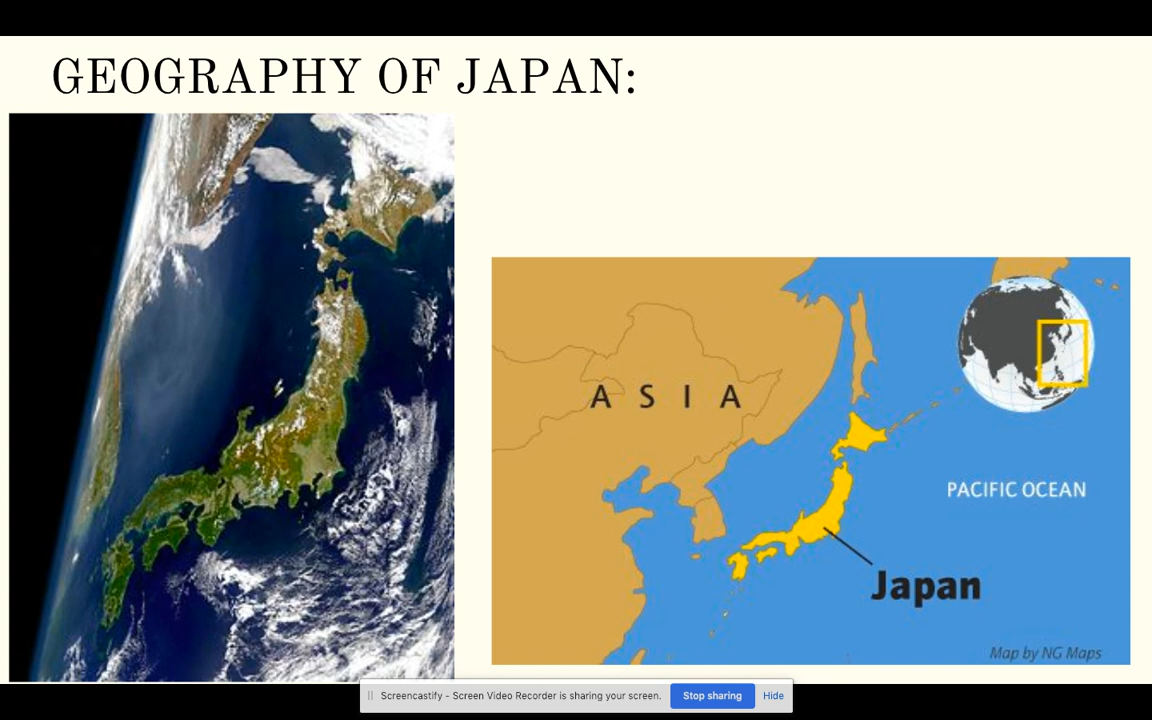 GEOGRAPHY OF JAPAN:
ASIA
PACIFIC OCEAN
Japan
Map by NG Maps
Screencastify - Screen Video Recorder is sharing your screen. Stop sharing Hide